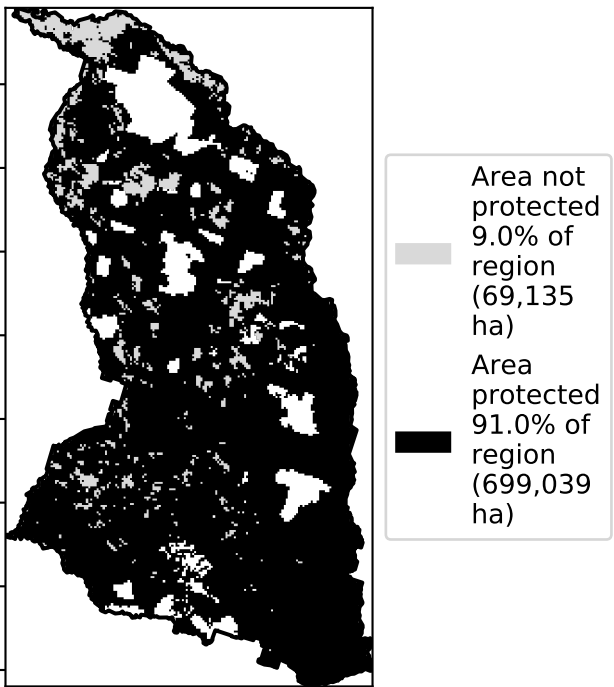 Area not
protected
9.0% of
region
(69,135
ha)
Area
protected
91.0% of
region
(699,039
ha)